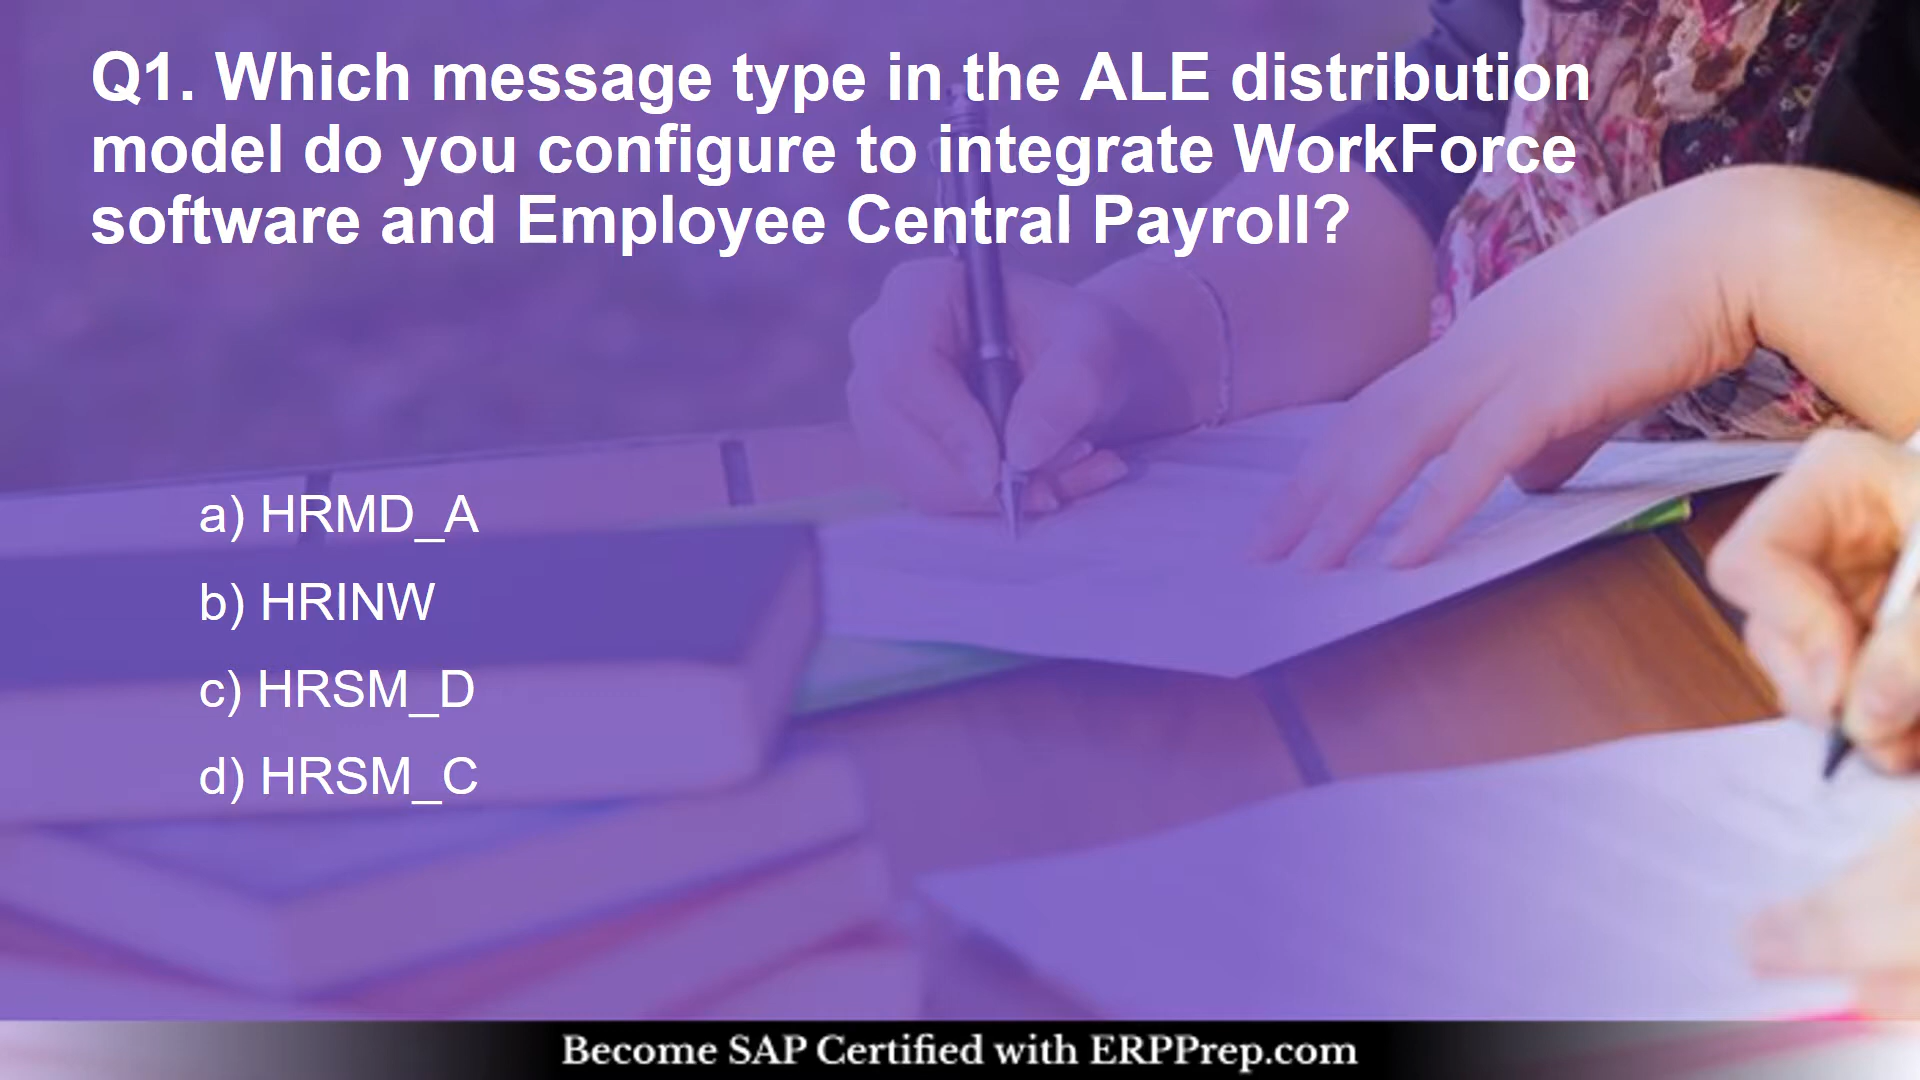 Q1. Which message type in the ALE distribution
model do you configure to integrate WorkForce
software and Employee Central Payroll?
a) HRMD_A
b) HRINW
c) HRSM_D
d) HRSM_C
Become SAP Certified with ERPPrep.com